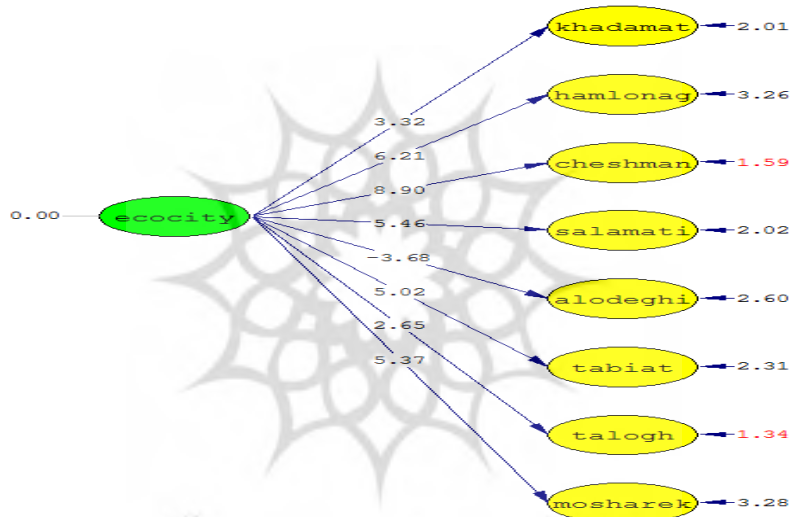 khadamat
2.01
hamlonag
3.26
3.32
6.21
cheshman
1.59
8.90
0.00
ecocity
5.46
salamati
2.02
-3.68
5.02
alodeghi
2.60
2.65
5.37
tabiat
2.31
talogh
1.34
mosharek
3.28